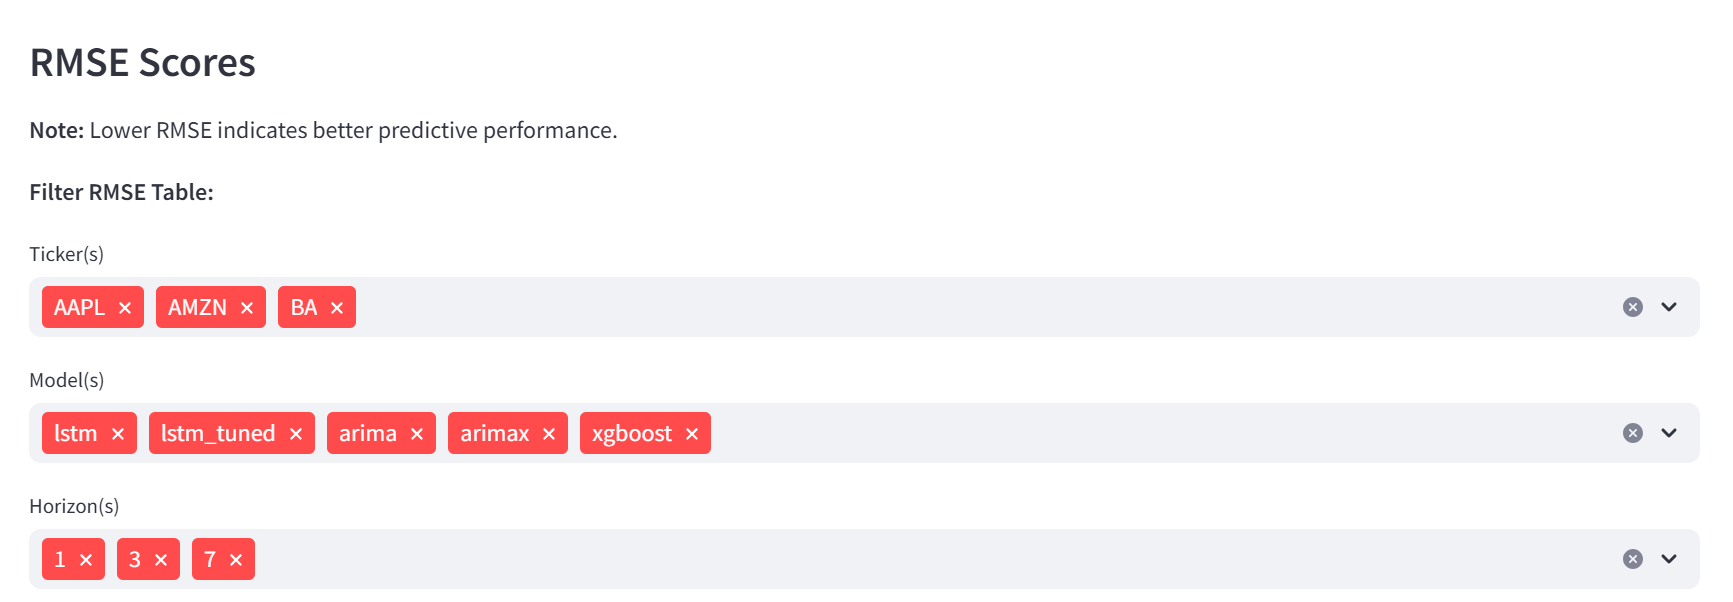 RMSE Scores
Note: Lower RMSE indicates better predictive performance.
Filter RMSE Table:
Ticker(s)
AAPL AMZN BA
Model(s)
lstm lstm_tuned arima arimax xgboost
Horizon(s)
1 3 7